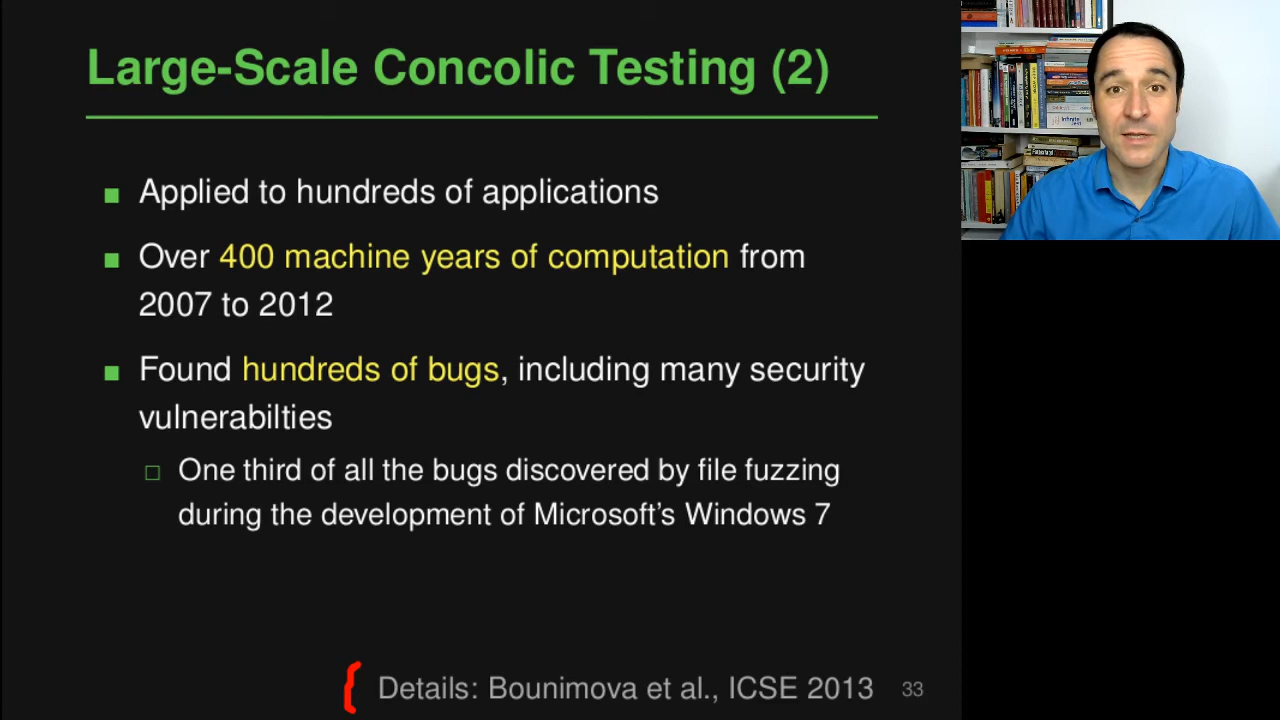 Large-Scale Concolic Testing (2)
Applied to hundreds of applications
Over 400 machine years of computation from
2007 to 2012
Found hundreds of bugs, including many security
vulnerabilties
One third of all the bugs discovered by file fuzzing
during the development of Microsoft's Windows 7
Details: Bounimova et al., ICSE 2013 33
Infinite
Jest